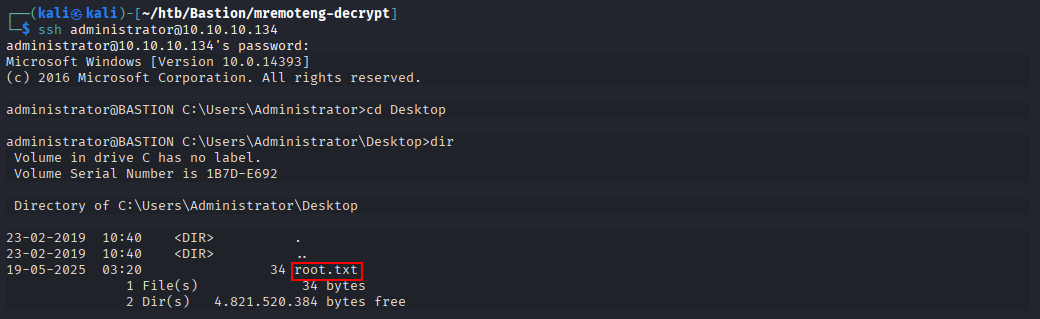 ┌──(kali㉿kali)-[~/htb/Bastion/mremoteng-decrypt]
└─$ ssh administrator@10.10.10.134
administrator@10.10.10.134's password:
Microsoft Windows [Version 10.0.14393]
(c) 2016 Microsoft Corporation. All rights reserved.
administrator@BASTION C:\Users\Administrator>cd Desktop
administrator@BASTION C:\Users\Administrator\Desktop>dir
Volume in drive C has no label.
Volume Serial Number is 1B7D-E692
Directory of C:\Users\Administrator\Desktop
23-02-2019  10:40    <DIR>          .
23-02-2019  10:40    <DIR>          ..
19-05-2025  03:20                34 root.txt
1 File(s)             34 bytes
2 Dir(s)   4.821.520.384 bytes free